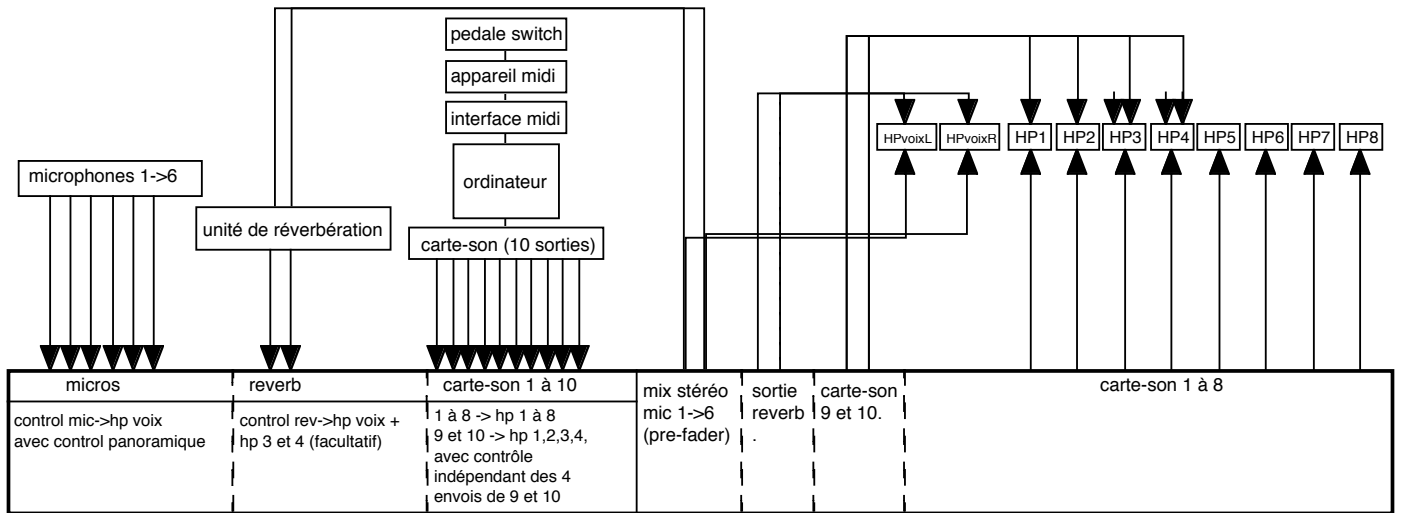 pedale switch
appareil midi
interface midi
ordinateur
carte-son (10 sorties)
microphones 1->6
unité de réverbération
HPvoixL
HPvoixR
HP1
HP2
HP3
HP4
HP5
HP6
HP7
HP8
micros
control mic->hp voix
avec control panoramique
reverb
control rev->hp voix +
hp 3 et 4 (facultatif)
carte-son 1 à 10
1 à 8 -> hp 1 à 8
9 et 10 -> hp 1,2,3,4,
avec contrôle
indépendant des 4
envois de 9 et 10
mix stéréo
mic 1->6
(pre-fader)
sortie
reverb
.
carte-son
9 et 10.
carte-son 1 à 8